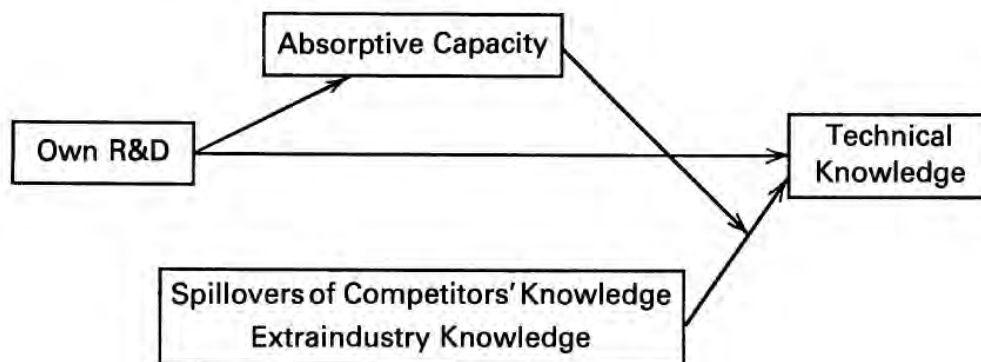 Absorptive Capacity
Own R&D
Technical
Knowledge
Spillovers of Competitors' Knowledge
Extraindustry Knowledge